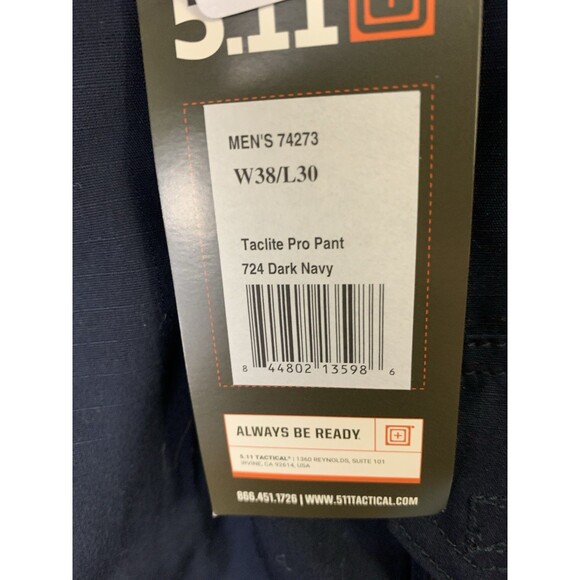 5.11
MEN'S 74273
W38/L30
Taclite Pro Pant
724 Dark Navy
8 44802 13598 6
ALWAYS BE READY
5.11 TACTICAL® | 1360 REYNOLDS, SUITE 101
IRVINE, CA 92614, USA
866.451.1726 | WWW.511TACTICAL.COM